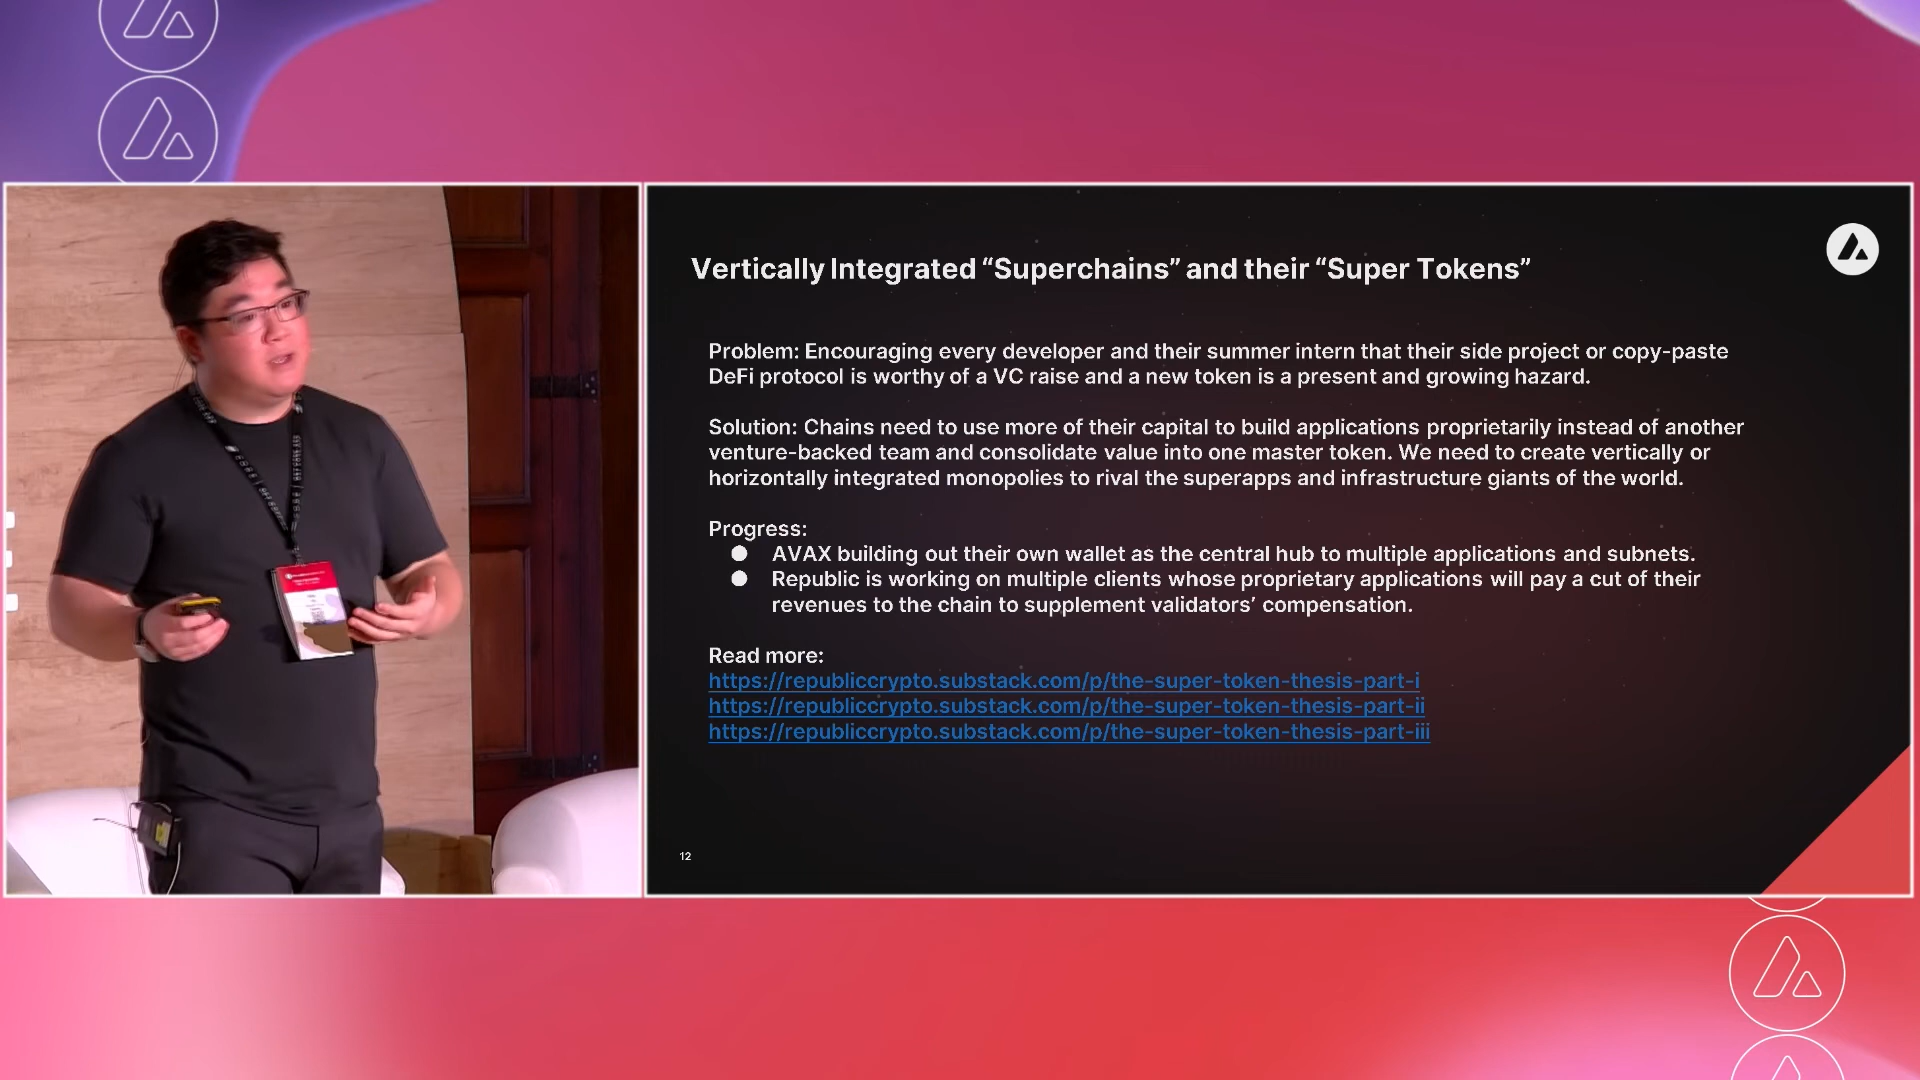 Vertically Integrated “Superchains” and their “Super Tokens”
Problem: Encouraging every developer and their summer intern that their side project or copy-paste
DeFi protocol is worthy of a VC raise and a new token is a present and growing hazard.
Solution: Chains need to use more of their capital to build applications proprietarily instead of another
venture-backed team and consolidate value into one master token. We need to create vertically or
horizontally integrated monopolies to rival the superapps and infrastructure giants of the world.
Progress:
● AVAX building out their own wallet as the central hub to multiple applications and subnets.
● Republic is working on multiple clients whose proprietary applications will pay a cut of their
revenues to the chain to supplement validators’ compensation.
Read more:
https://republiccrypto.substack.com/p/the-super-token-thesis-part-i
https://republiccrypto.substack.com/p/the-super-token-thesis-part-ii
https://republiccrypto.substack.com/p/the-super-token-thesis-part-iii
12